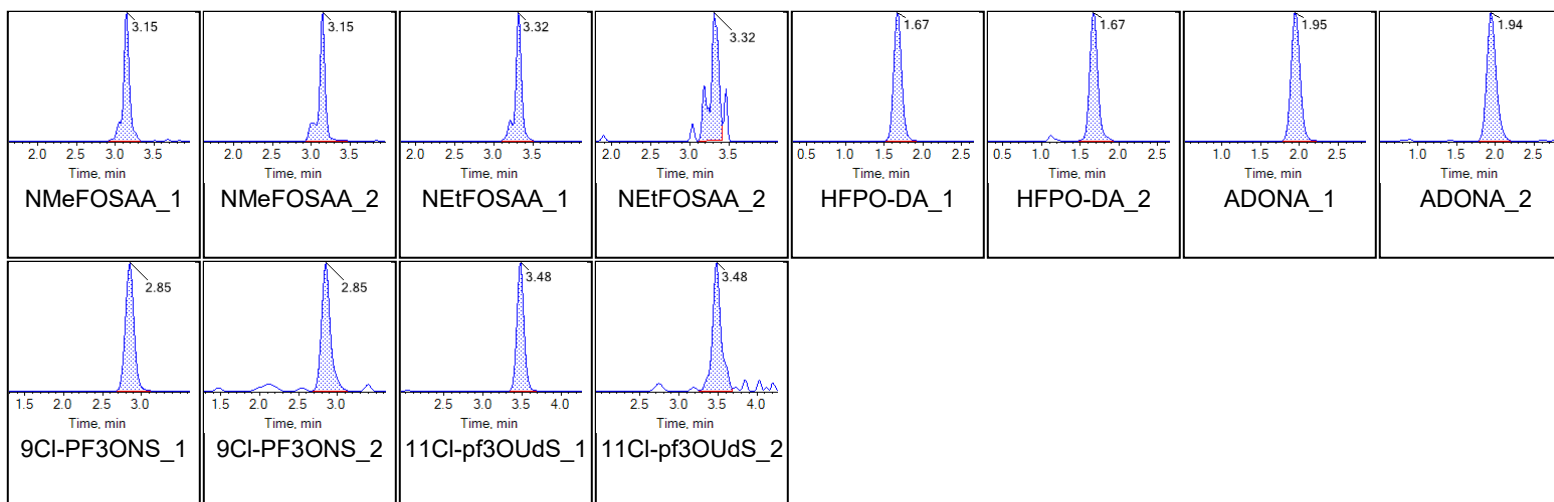 3.15
2.0 2.5 3.0 3.5
Time, min
NMeFOSAA_1
3.15
2.0 2.5 3.0 3.5
Time, min
NMeFOSAA_2
3.32
2.0 2.5 3.0 3.5
Time, min
NEtFOSAA_1
3.32
2.0 2.5 3.0 3.5
Time, min
NEtFOSAA_2
1.67
0.5 1.0 1.5 2.0 2.5
Time, min
HFPO-DA_1
1.67
0.5 1.0 1.5 2.0 2.5
Time, min
HFPO-DA_2
1.95
1.0 1.5 2.0 2.5
Time, min
ADONA_1
1.94
1.0 1.5 2.0 2.5
Time, min
ADONA_2
2.85
1.5 2.0 2.5 3.0
Time, min
9Cl-PF3ONS_1
2.85
1.5 2.0 2.5 3.0
Time, min
9Cl-PF3ONS_2
3.48
2.5 3.0 3.5 4.0
Time, min
11Cl-pf3OUdS_1
3.48
2.5 3.0 3.5 4.0
Time, min
11Cl-pf3OUdS_2